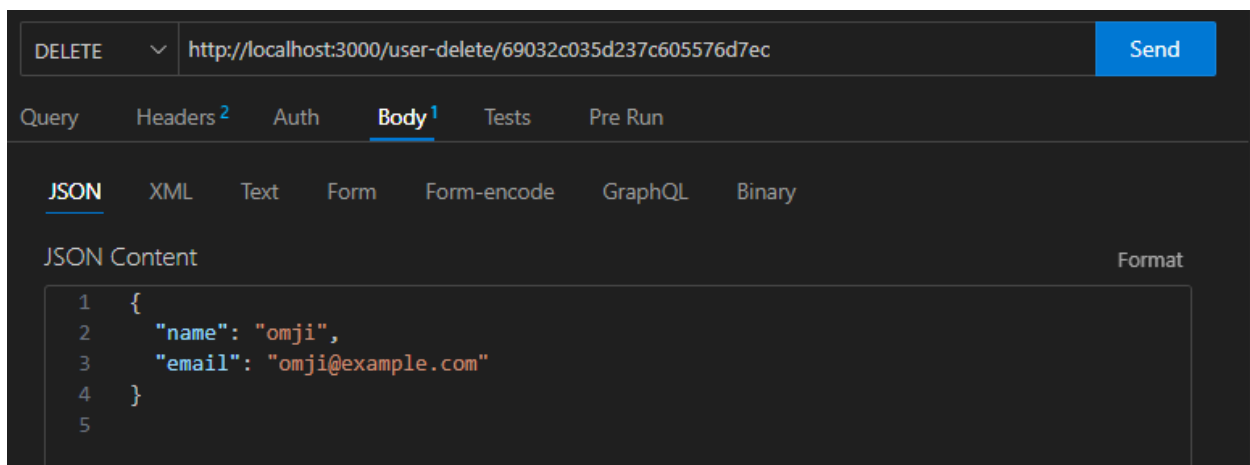 DELETE http://localhost:3000/user-delete/69032c035d237c605576d7ec Send
Query Headers 2 Auth Body 1 Tests Pre Run
JSON XML Text Form Form-encode GraphQL Binary
JSON Content Format
1 {
2 "name": "omji",
3 "email": "omji@example.com"
4 }
5